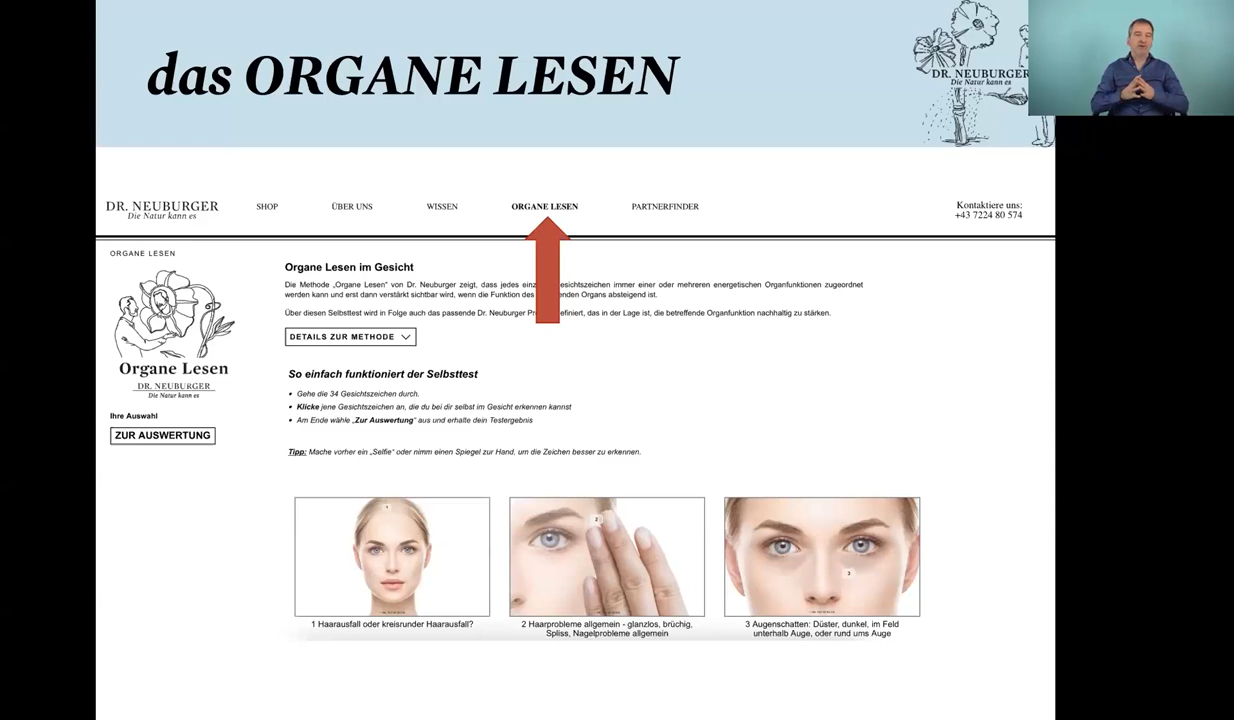 das ORGANE LESEN
DR. NEUBURGER
Die Natur kann es
DR. NEUBURGER
Die Natur kann es
SHOP
ÜBER UNS
WISSEN
ORGANE LESEN
PARTNERFINDER
Kontaktiere uns:
+43 7224 80 574
ORGANE LESEN
Organe Lesen
DR. NEUBURGER
Die Natur kann es
Ihre Auswahl
ZUR AUSWERTUNG
Organe Lesen im Gesicht
Die Methode „Organe Lesen" von Dr. Neuburger zeigt, dass jedes einz esichtszeichen immer einer oder mehreren energetischen Organfunktionen zugeordnet
werden kann und erst dann verstärkt sichtbar wird, wenn die Funktion des enden Organs absteigend ist.
Über diesen Selbsttest wird in Folge auch das passende Dr. Neuburger Pr efiniert, das in der Lage ist, die betreffende Organfunktion nachhaltig zu stärken.
DETAILS ZUR METHODE
So einfach funktioniert der Selbsttest
• Gehe die 34 Gesichtszeichen durch.
• Klicke jene Gesichtszeichen an, die du bei dir selbst im Gesicht erkennen kannst
• Am Ende wähle „Zur Auswertung" aus und erhalte dein Testergebnis
Tipp: Mache vorher ein „Selfie" oder nimm einen Spiegel zur Hand, um die Zeichen besser zu erkennen.
1
2
3
1 Haarausfall oder kreisrunder Haarausfall?
2 Haarprobleme allgemein - glanzlos, brüchig,
Spliss, Nagelprobleme allgemein
3 Augenschatten: Düster, dunkel, im Feld
unterhalb Auge, oder rund ums Auge